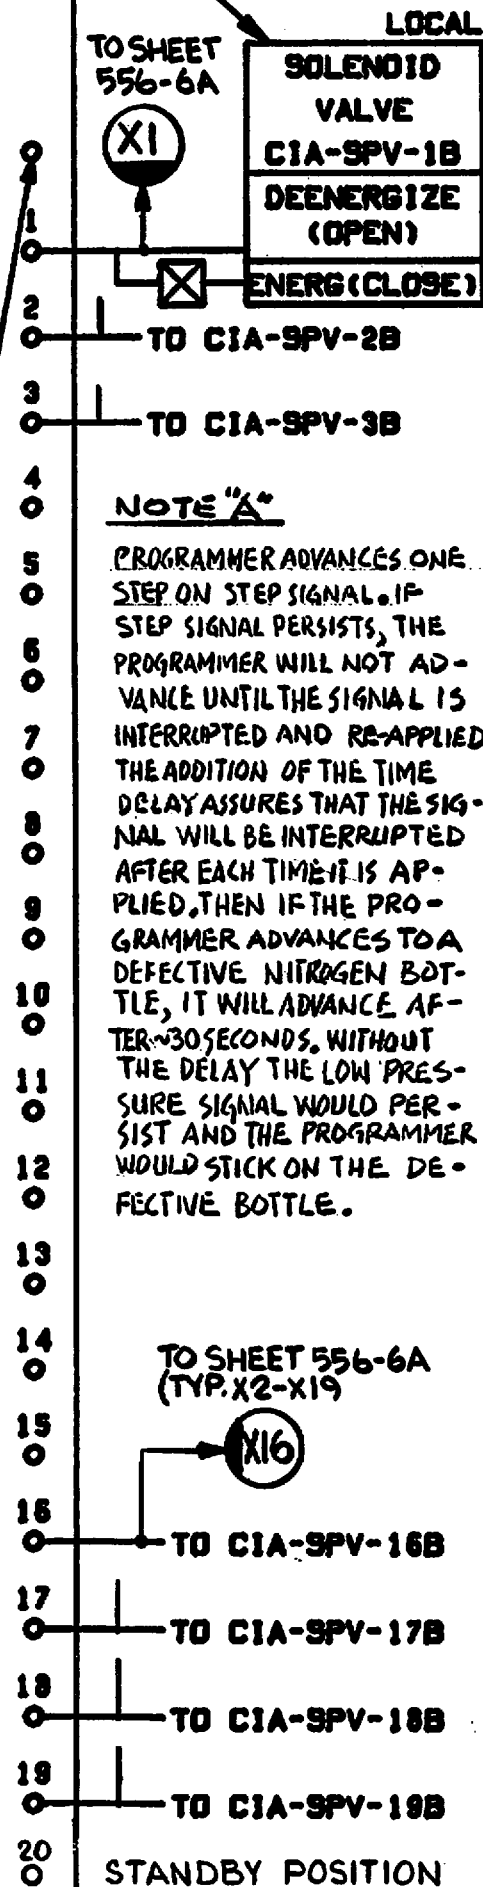 LOCAL
TO SHEET
556-6A
X1
SOLENOID
VALVE
CIA-SPV-1B
DEENERGIZE
(OPEN)
ENERG(CLOSE)
1
2
TO CIA-SPV-2B
3
TO CIA-SPV-3B
4
NOTE "A"
5
PROGRAMMER ADVANCES ONE
STEP ON STEP SIGNAL. IF
STEP SIGNAL PERSISTS, THE
6
PROGRAMMER WILL NOT AD-
VANCE UNTIL THE SIGNAL IS
7
INTERRUPTED AND RE-APPLIED
THE ADDITION OF THE TIME
DELAY ASSURES THAT THE SIG-
8
NAL WILL BE INTERRUPTED
AFTER EACH TIME IT IS AP-
9
PLIED. THEN IF THE PRO-
GRAMMER ADVANCES TO A
DEFECTIVE NITROGEN BOT-
10
TLE, IT WILL ADVANCE AF-
TER ~30 SECONDS. WITHOUT
11
THE DELAY THE LOW PRES-
SURE SIGNAL WOULD PER-
SIST AND THE PROGRAMMER
12
WOULD STICK ON THE DE-
FECTIVE BOTTLE.
13
14
TO SHEET 556-6A
(TYP. X2-X19
15
X16
16
TO CIA-SPV-16B
17
TO CIA-SPV-17B
18
TO CIA-SPV-18B
19
TO CIA-SPV-19B
20
STANDBY POSITION